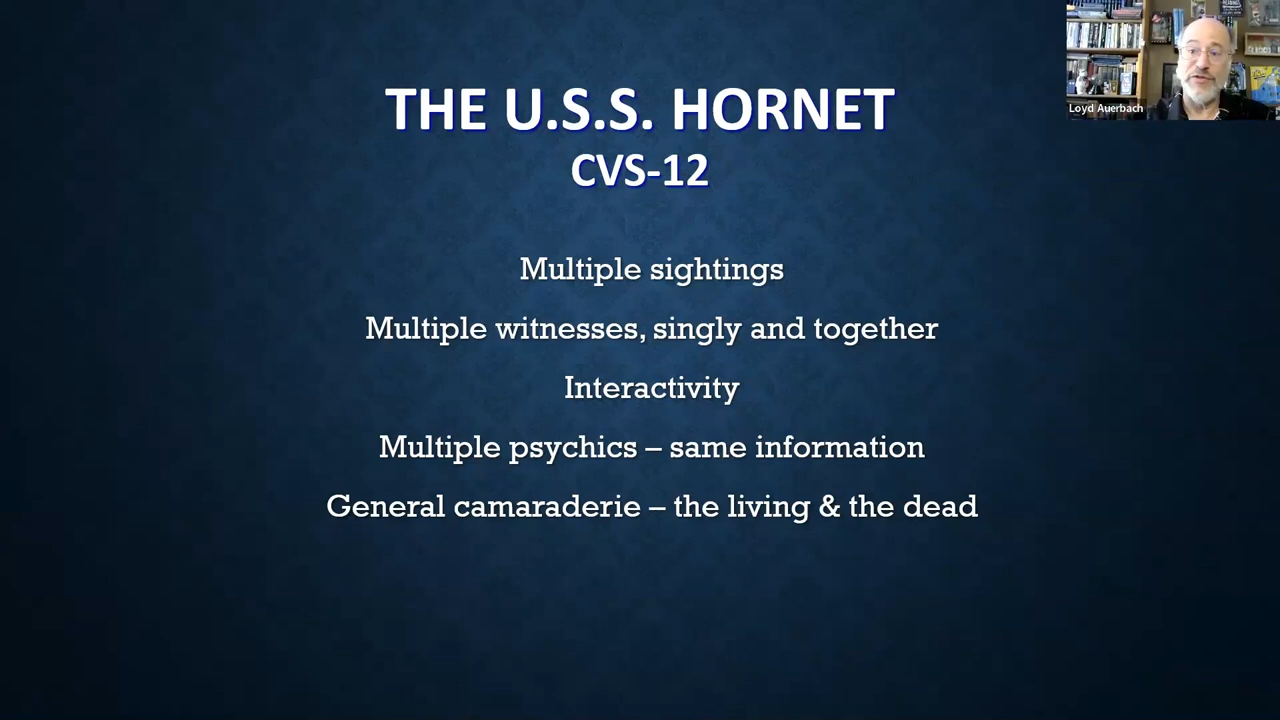 THE U.S.S. HORNET
CVS-12
Loyd Auerbach
Multiple sightings
Multiple witnesses, singly and together
Interactivity
Multiple psychics – same information
General camaraderie – the living & the dead